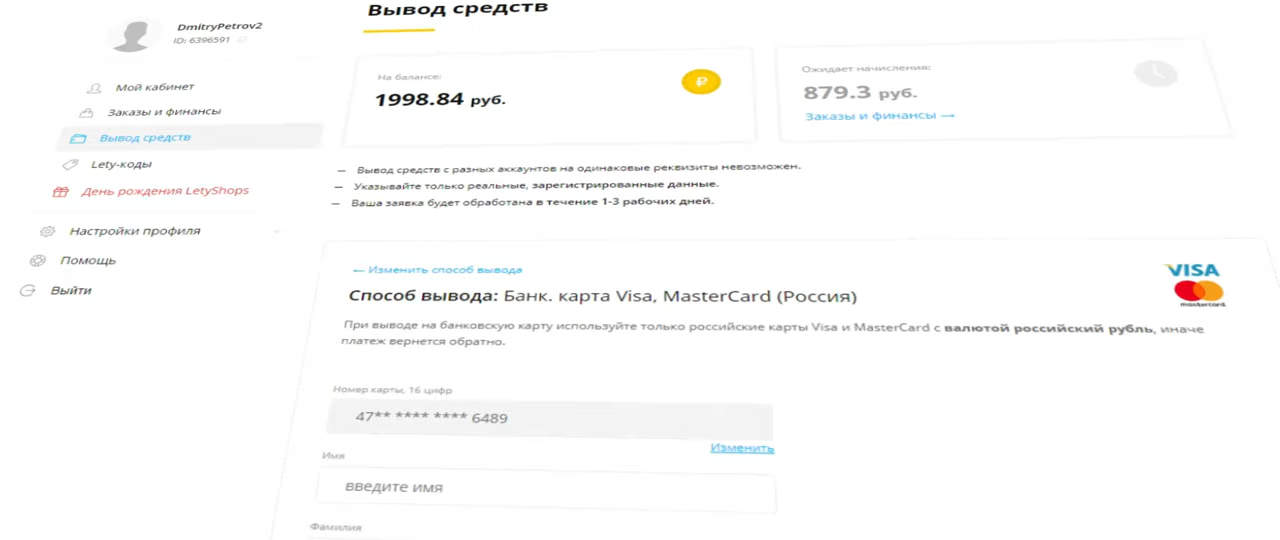 DmitryPetrov2
ID: 6396591
Мой кабинет
Заказы и финансы
Вывод средств
Lety-коды
День рождения LetyShops
Настройки профиля
Помощь
Выйти
Вывод средств
На балансе:
1998.84 руб.
₽
Ожидает начисления:
879.3 руб.
Заказы и финансы →
— Вывод средств с разных аккаунтов на одинаковые реквизиты невозможен.
— Указывайте только реальные, зарегистрированные данные.
— Ваша заявка будет обработана в течение 1-3 рабочих дней.
← Изменить способ вывода
VISA
mastercard
Способ вывода: Банк. карта Visa, MasterCard (Россия)
При выводе на банковскую карту используйте только российские карты Visa и MasterCard с валютой российский рубль, иначе
платеж вернется обратно.
Номер карты, 16 цифр
47** **** **** 6489
Изменить
Имя
введите имя
Фамилия